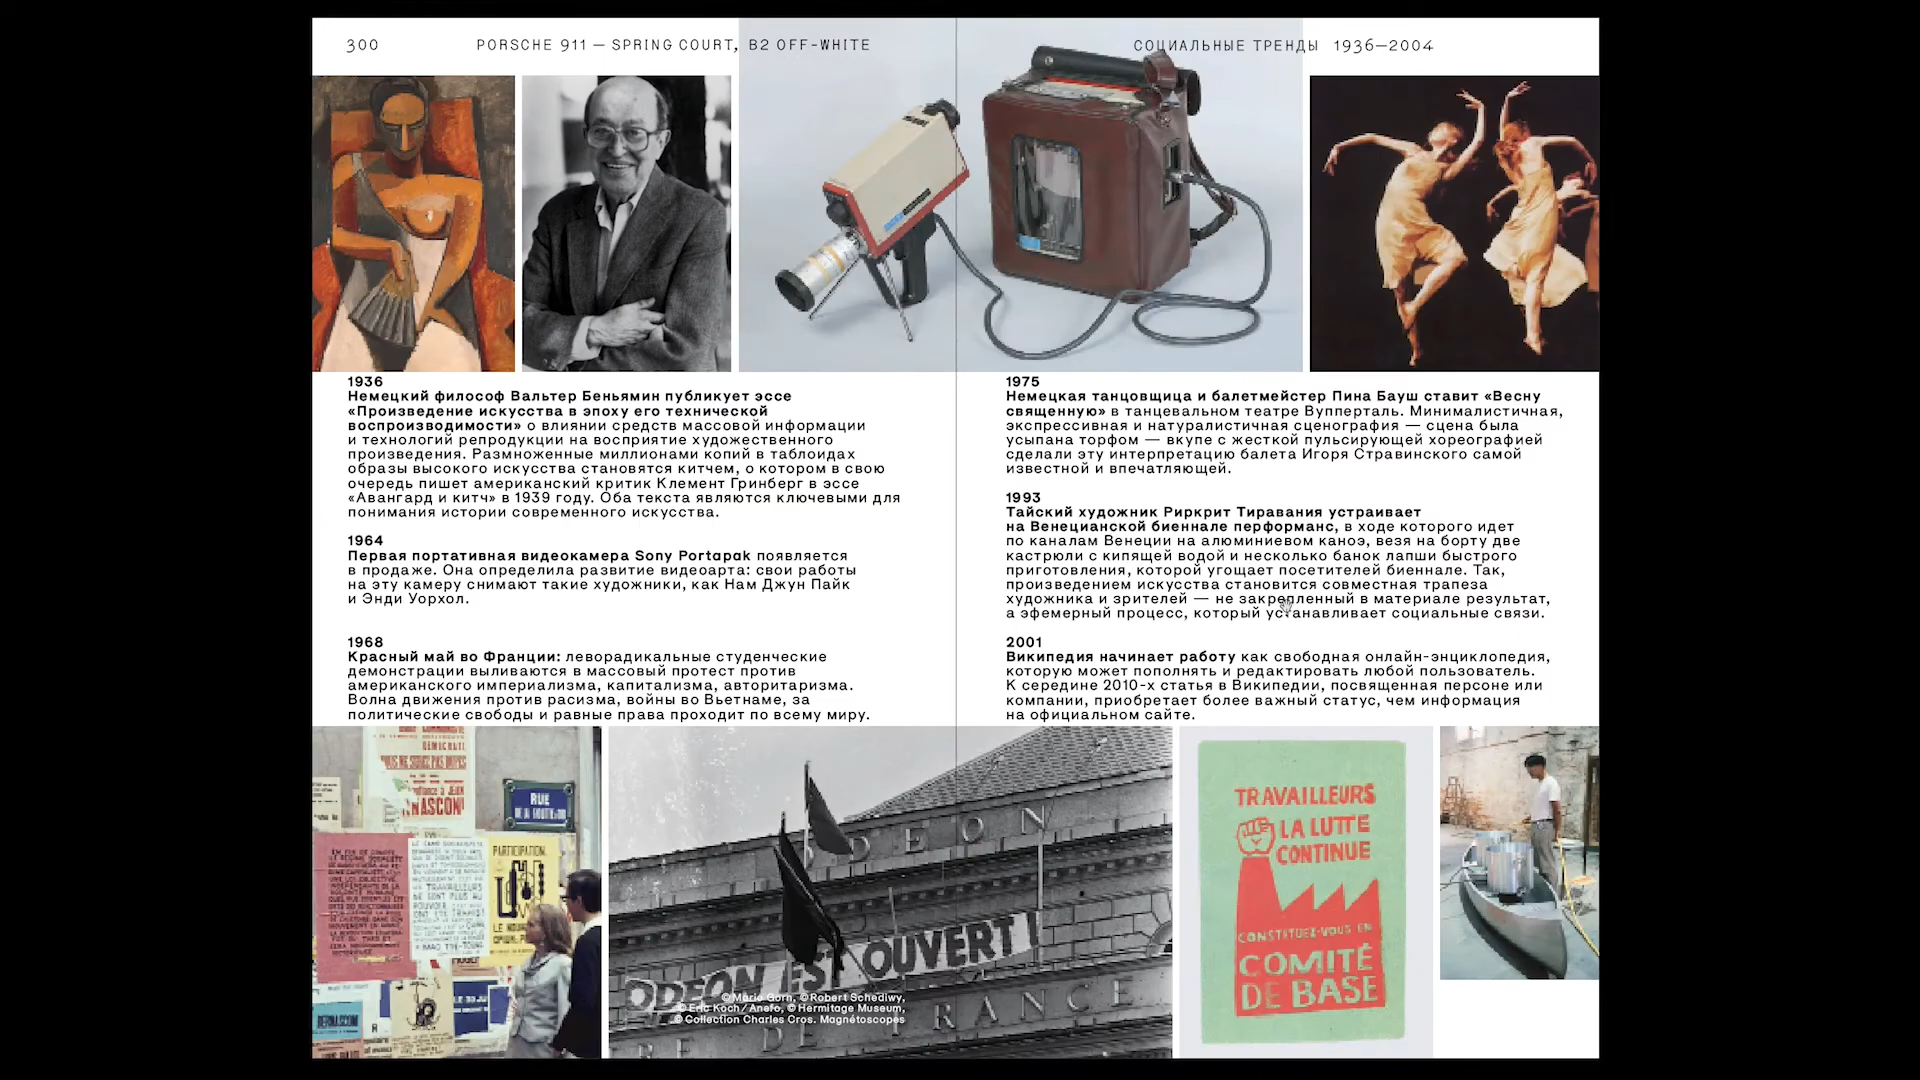 300
PORSCHE 911 — SPRING COURT, B2 OFF-WHITE
СОЦИАЛЬНЫЕ ТРЕНДЫ 1936—2004
1936
Немецкий философ Вальтер Беньямин публикует эссе
«Произведение искусства в эпоху его технической
воспроизводимости» о влиянии средств массовой информации
и технологий репродукции на восприятие художественного
произведения. Размноженные миллионами копий в таблоидах
образы высокого искусства становятся китчем, о котором в свою
очередь пишет американский критик Клемент Гринберг в эссе
«Авангард и китч» в 1939 году. Оба текста являются ключевыми для
понимания истории современного искусства.
1964
Первая портативная видеокамера Sony Portapak появляется
в продаже. Она определила развитие видеоарта: свои работы
на эту камеру снимают такие художники, как Нам Джун Пайк
и Энди Уорхол.
1968
Красный май во Франции: леворадикальные студенческие
демонстрации выливаются в массовый протест против
американского империализма, капитализма, авторитаризма.
Волна движения против расизма, войны во Вьетнаме, за
политические свободы и равные права проходит по всему миру.
1975
Немецкая танцовщица и балетмейстер Пина Бауш ставит «Весну
священную» в танцевальном театре Вупперталь. Минималистичная,
экспрессивная и натуралистичная сценография — сцена была
усыпана торфом — вкупе с жесткой пульсирующей хореографией
сделали эту интерпретацию балета Игоря Стравинского самой
известной и впечатляющей.
1993
Тайский художник Риркрит Тиравания устраивает
на Венецианской биеннале перформанс, в ходе которого идет
по каналам Венеции на алюминиевом каноэ, везя на борту две
кастрюли с кипящей водой и несколько банок лапши быстрого
приготовления, которой угощает посетителей биеннале. Так,
произведением искусства становится совместная трапеза
художника и зрителей — не закрепленный в материале результат,
а эфемерный процесс, который устанавливает социальные связи.
2001
Википедия начинает работу как свободная онлайн-энциклопедия,
которую может пополнять и редактировать любой пользователь.
К середине 2010-х статья в Википедии, посвященная персоне или
компании, приобретает более важный статус, чем информация
на официальном сайте.
RUE
PARTICIPATION
TRAVAILLEURS
ODEON
ODEON EST OUVERT!
DE FRANCE
©Mario Gorn, ©Robert Schediwy,
©Eric Koch / Anefo, ©Hermitage Museum,
©Collection Charles Cros. Magnétoscopes
TRAVAILLEURS
LA LUTTE
CONTINUE
CONSTITUEZ-VOUS EN
COMITÉ
DE BASE